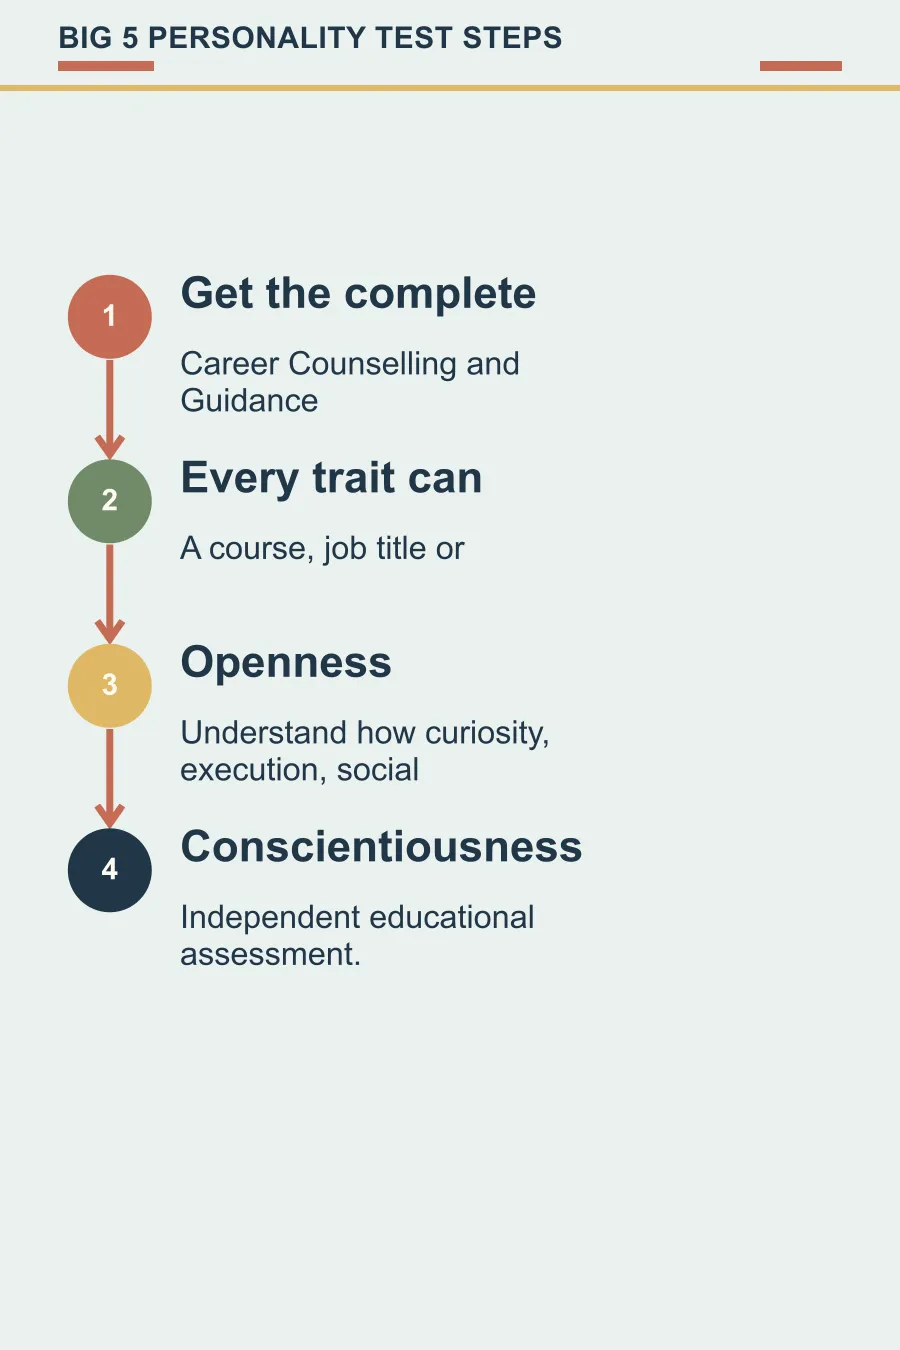 BIG 5 PERSONALITY TEST STEPS
1
Get the complete
Career Counselling and
Guidance
2
Every trait can
A course, job title or
3
Openness
Understand how curiosity,
execution, social
4
Conscientiousness
Independent educational
assessment.